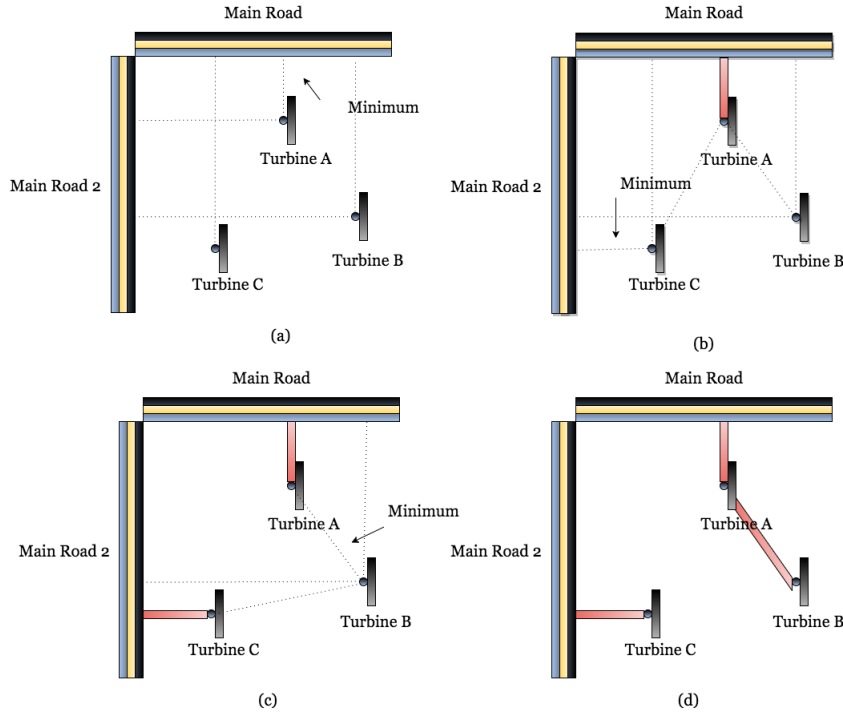 Main Road
Minimum
Turbine A
Main Road 2
Turbine B
Turbine C
(a)
Main Road
Turbine A
Minimum
Main Road 2
Turbine B
Turbine C
(b)
Main Road
Minimum
Turbine A
Main Road 2
Turbine B
Turbine C
(c)
Main Road
Turbine A
Main Road 2
Turbine B
Turbine C
(d)